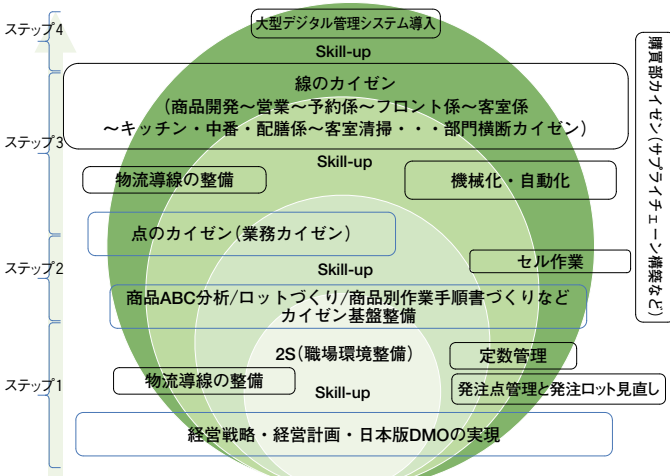 ステップ4
大型デジタル管理システム導入
Skill-up
線のカイゼン
(商品開発～営業～予約係～フロント係～客室係
～キッチン・中番・配膳係～客室清掃・・・部門横断カイゼン)
ステップ3
Skill-up
物流導線の整備
機械化・自動化
点のカイゼン(業務カイゼン)
ステップ2
Skill-up
セル作業
商品ABC分析/ロットづくり/商品別作業手順書づくりなど
カイゼン基盤整備
2S(職場環境整備)
定数管理
ステップ1
物流導線の整備
Skill-up
発注点管理と発注ロット見直し
経営戦略・経営計画・日本版DMOの実現
購買部カイゼン(サプライチェーン構築など)